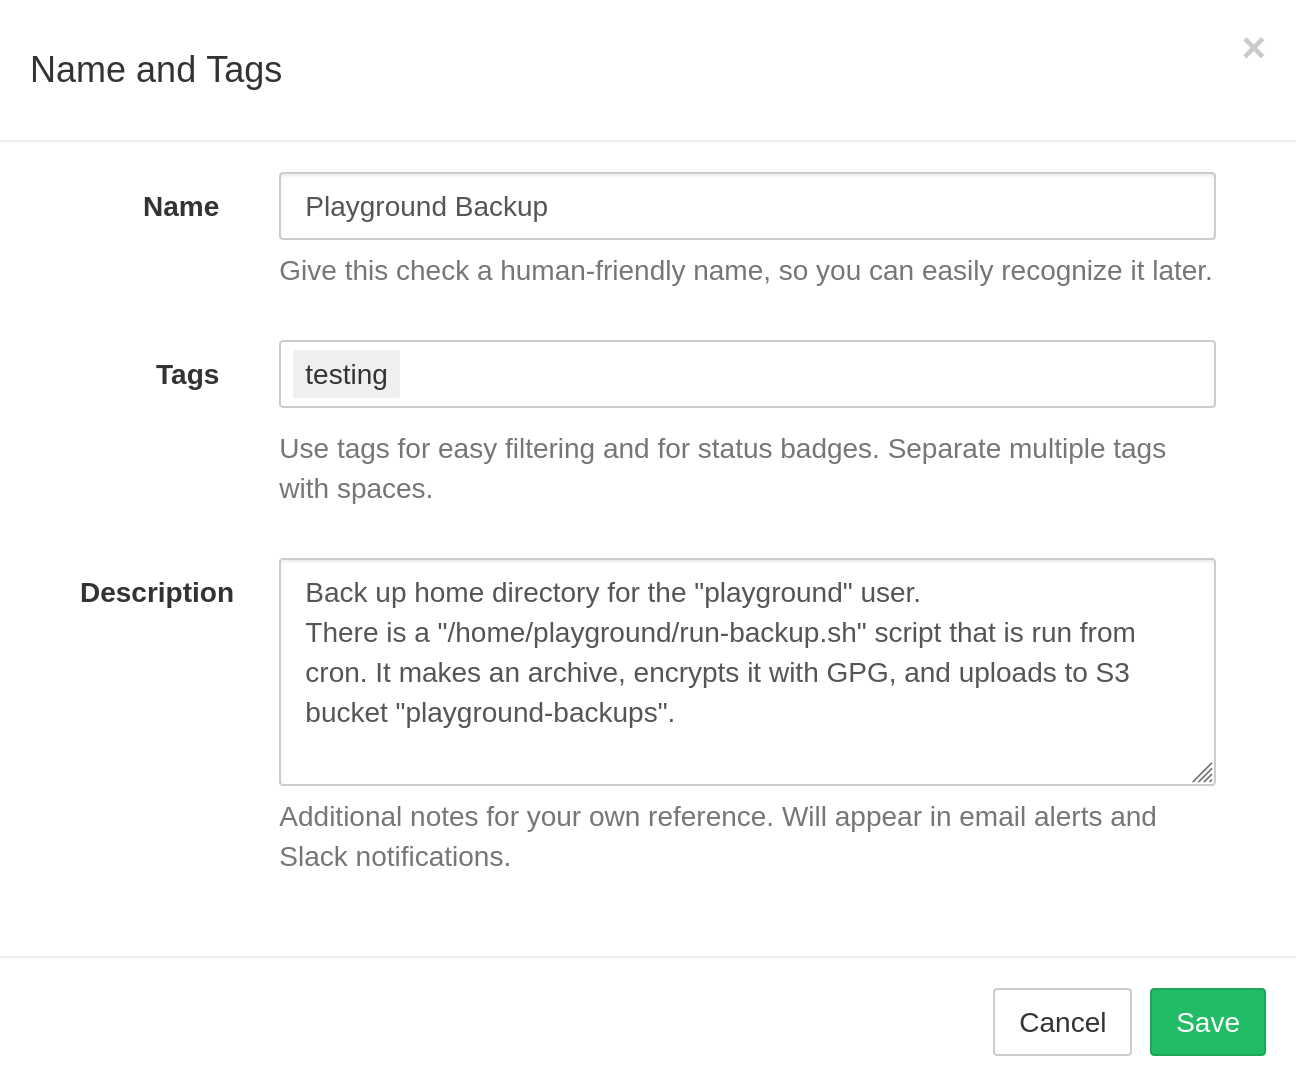 Name and Tags
×
Name
Playground Backup
Give this check a human-friendly name, so you can easily recognize it later.
Tags
testing
Use tags for easy filtering and for status badges. Separate multiple tags
with spaces.
Description
Back up home directory for the "playground" user.
There is a "/home/playground/run-backup.sh" script that is run from
cron. It makes an archive, encrypts it with GPG, and uploads to S3
bucket "playground-backups".
Additional notes for your own reference. Will appear in email alerts and
Slack notifications.
Cancel
Save